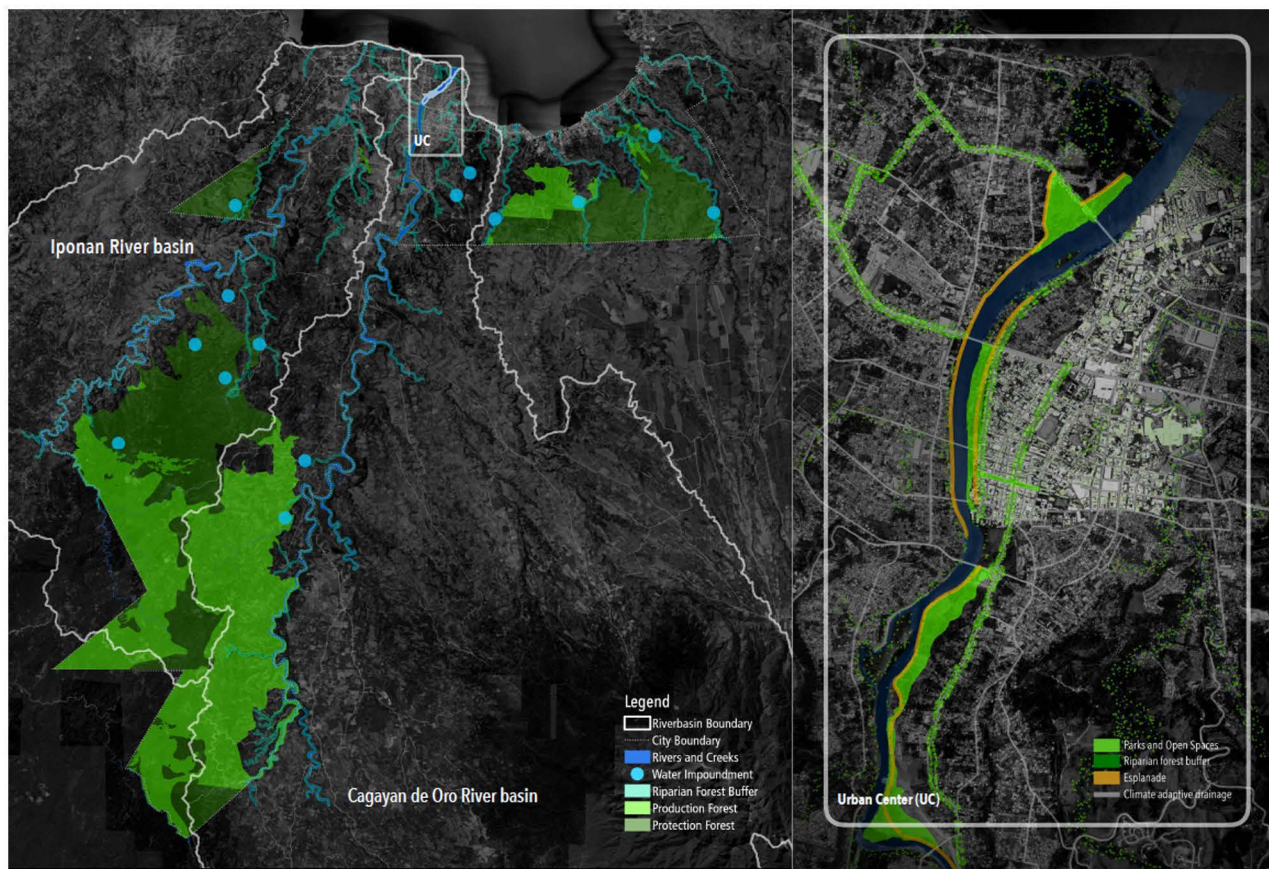 UC
Iponan River basin
Cagayan de Oro River basin
Legend
Riverbasin Boundary
City Boundary
Rivers and Creeks
Water Impoundment
Riparian Forest Buffer
Production Forest
Protection Forest
Parks and Open Spaces
Riparian forest buffer
Esplanade
Climate adaptive drainage
Urban Center (UC)